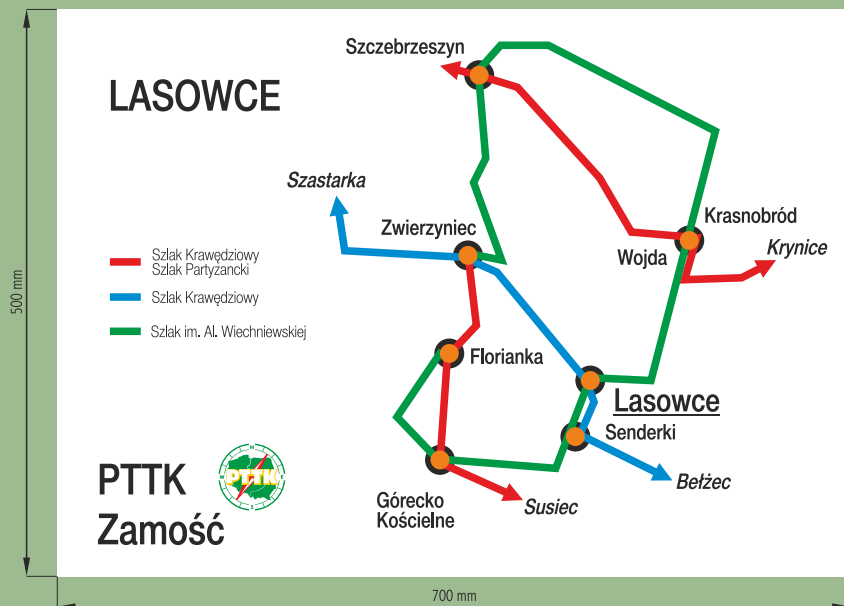 Szczebrzeszyn
LASOWCE
Szastarka
Krasnobród
Zwierzyniec
Wojda
Krynice
Szlak Krawędziowy
Szlak Partyzancki
Szlak Krawędziowy
Szlak im. Al. Wiechniewskiej
500 mm
Florianka
Lasowce
Senderki
PTTK
PTTK
Zamość
N
S
Górecko
Kościelne
Bełżec
Susiec
700 mm